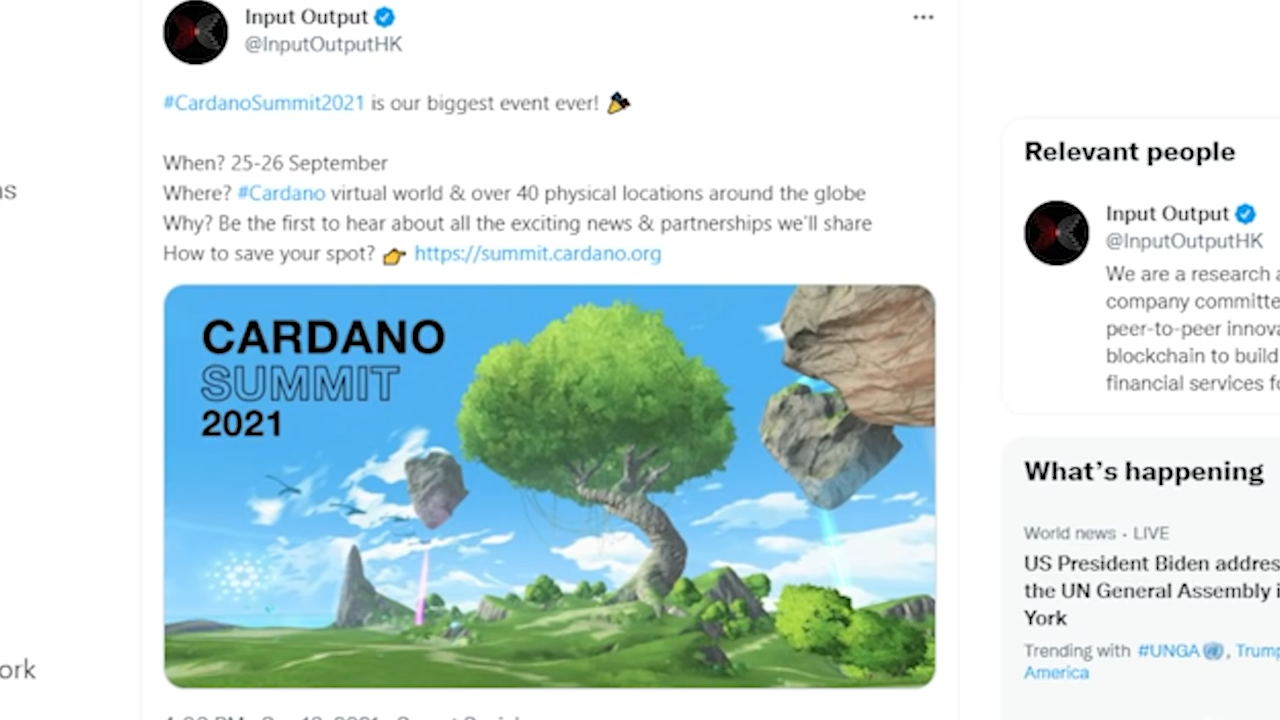 Input Output
@InputOutputHK
#CardanoSummit2021 is our biggest event ever!
When? 25-26 September
Where? #Cardano virtual world & over 40 physical locations around the globe
Why? Be the first to hear about all the exciting news & partnerships we'll share
How to save your spot? 👉 https://summit.cardano.org
CARDANO
SUMMIT
2021
ork
Relevant people
Input Output
@InputOutputHK
We are a research a
company committe
peer-to-peer innova
blockchain to build
financial services fo
What's happening
World news · LIVE
US President Biden addres
the UN General Assembly i
York
Trending with #UNGA, Trump
America